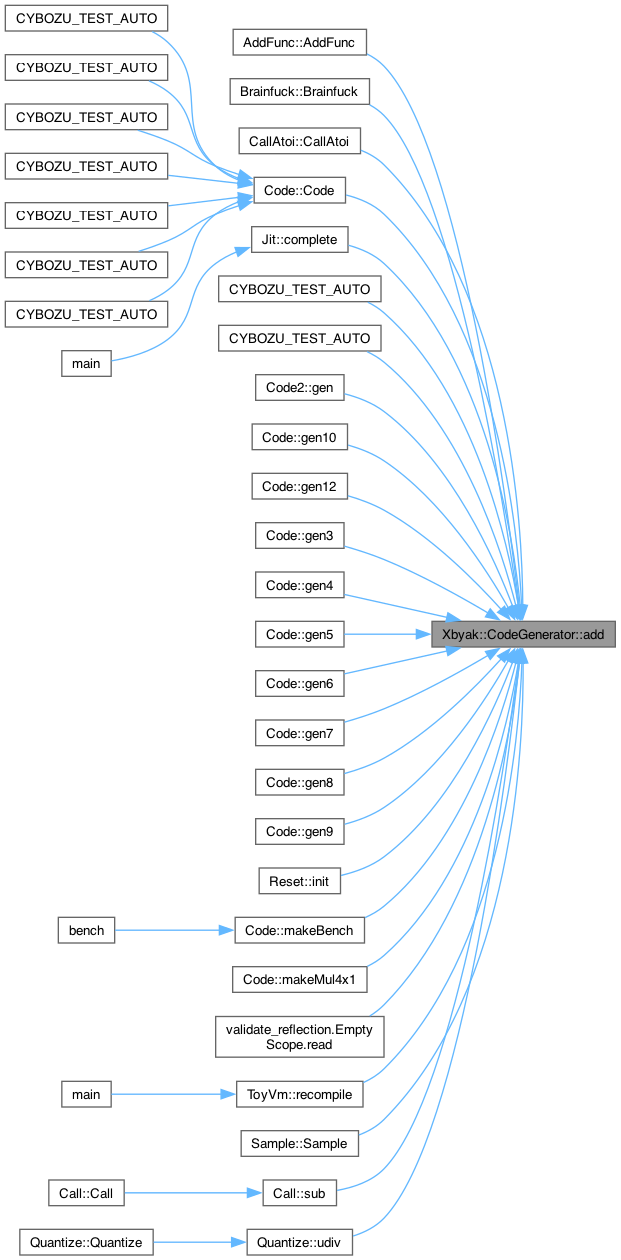 CYBOZU_TEST_AUTO
CYBOZU_TEST_AUTO
CYBOZU_TEST_AUTO
CYBOZU_TEST_AUTO
CYBOZU_TEST_AUTO
CYBOZU_TEST_AUTO
CYBOZU_TEST_AUTO
main
bench
main
Call::Call
Quantize::Quantize
AddFunc::AddFunc
Brainfuck::Brainfuck
CallAtoi::CallAtoi
Code::Code
Jit::complete
CYBOZU_TEST_AUTO
CYBOZU_TEST_AUTO
Code2::gen
Code::gen10
Code::gen12
Code::gen3
Code::gen4
Code::gen5
Code::gen6
Code::gen7
Code::gen8
Code::gen9
Reset::init
Code::makeBench
Code::makeMul4x1
validate_reflection.Empty
Scope.read
ToyVm::recompile
Sample::Sample
Call::sub
Quantize::udiv
Xbyak::CodeGenerator::add